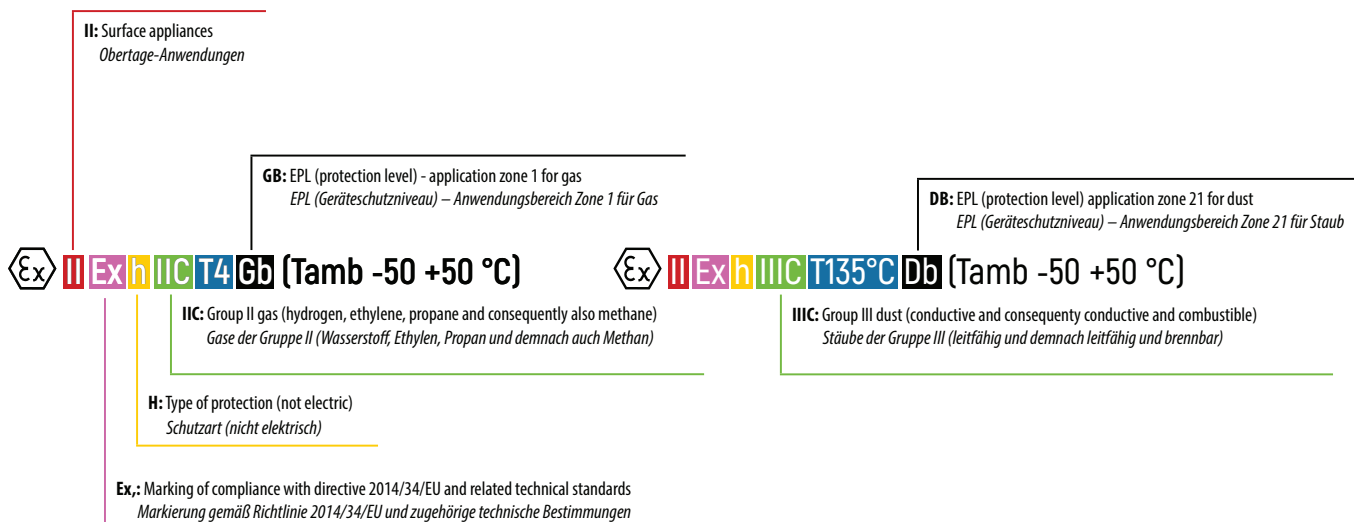 II: Surface appliances
Obertage-Anwendungen
GB: EPL (protection level) - application zone 1 for gas
EPL (Geräteschutzniveau) – Anwendungsbereich Zone 1 für Gas
DB: EPL (protection level) application zone 21 for dust
EPL (Geräteschutzniveau) – Anwendungsbereich Zone 21 für Staub
Ex II Ex h IIC T4 Gb (Tamb -50 +50 °C)
Ex II Ex h IIIC T135°C Db (Tamb -50 +50 °C)
IIC: Group II gas (hydrogen, ethylene, propane and consequently also methane)
Gase der Gruppe II (Wasserstoff, Ethylen, Propan und demnach auch Methan)
IIIC: Group III dust (conductive and consequenty conductive and combustible)
Stäube der Gruppe III (leitfähig und demnach leitfähig und brennbar)
H: Type of protection (not electric)
Schutzart (nicht elektrisch)
Ex,: Marking of compliance with directive 2014/34/EU and related technical standards
Markierung gemäß Richtlinie 2014/34/EU und zugehörige technische Bestimmungen